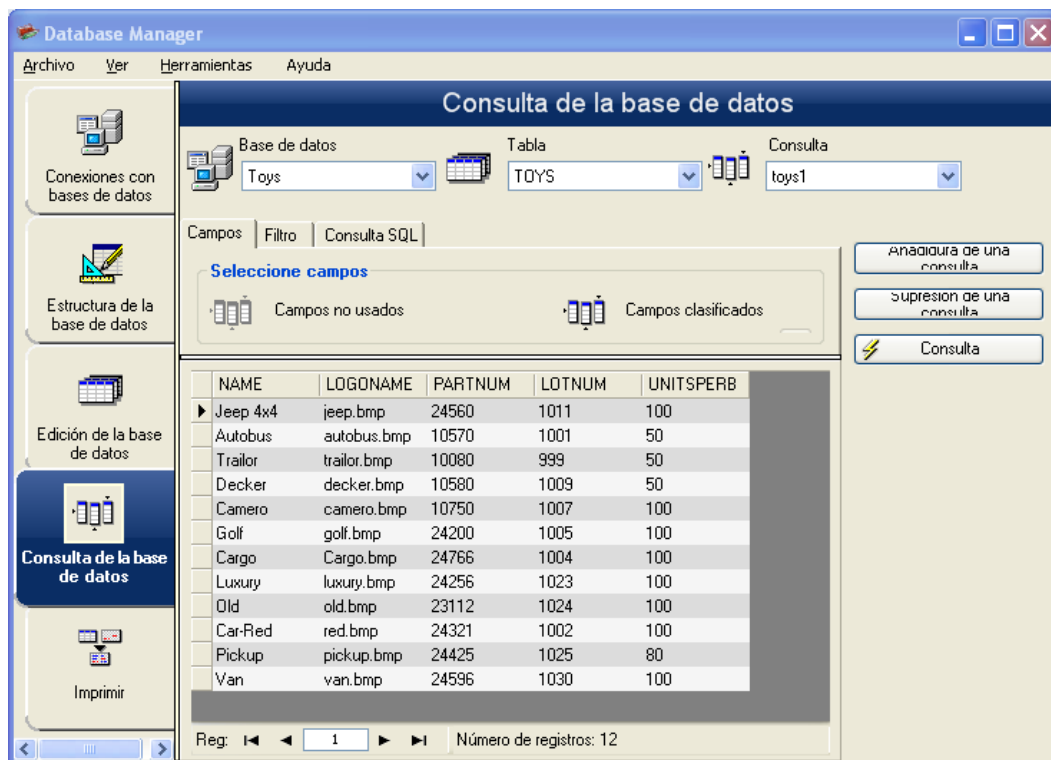 Database Manager
Archivo Ver Herramientas Ayuda
Consulta de la base de datos
Conexiones con
bases de datos
Estructura de la
base de datos
Edición de la base
de datos
Consulta de la base
de datos
Imprimir
Base de datos Tabla Consulta
Toys TOYS toys1
Campos Filtro Consulta SQL
Seleccione campos
Campos no usados Campos clasificados
Añadidura de una
consulta
Supresión de una
consulta
Consulta
NAME LOGONAME PARTNUM LOTNUM UNITSPERB
Jeep 4x4 jeep.bmp 24560 1011 100
Autobus autobus.bmp 10570 1001 50
Trailor trailor.bmp 10080 999 50
Decker decker.bmp 10580 1009 50
Camero camero.bmp 10750 1007 100
Golf golf.bmp 24200 1005 100
Cargo Cargo.bmp 24766 1004 100
Luxury luxury.bmp 24256 1023 100
Old old.bmp 23112 1024 100
Car-Red red.bmp 24321 1002 100
Pickup pickup.bmp 24425 1025 80
Van van.bmp 24596 1030 100
Reg: 1 Número de registros: 12